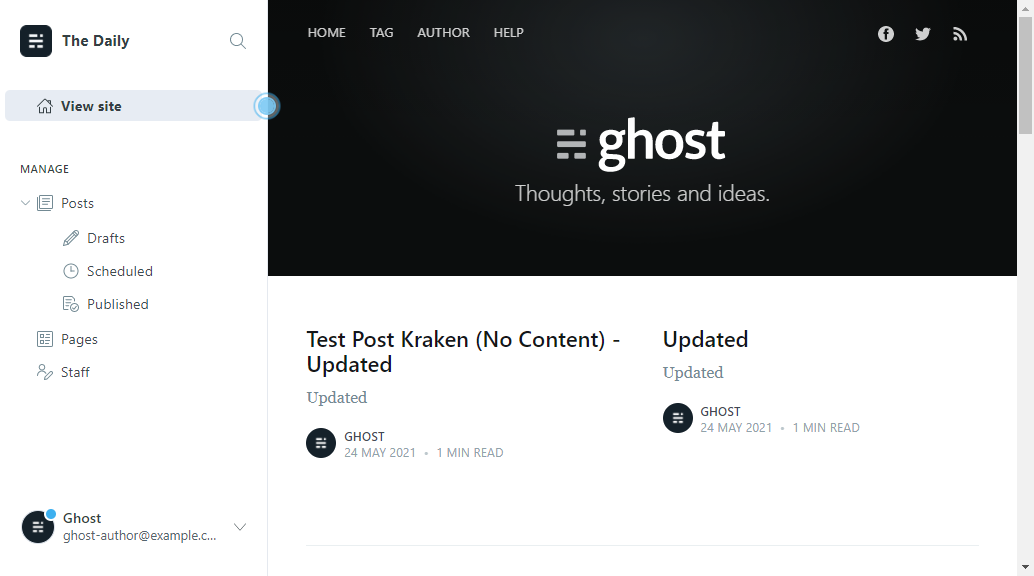 The Daily
View site
MANAGE
Posts
Drafts
Scheduled
Published
Pages
Staff
Ghost
ghost-author@example.c...
HOME TAG AUTHOR HELP
ghost
Thoughts, stories and ideas.
Test Post Kraken (No Content) -
Updated
Updated
GHOST
24 MAY 2021 • 1 MIN READ
Updated
Updated
GHOST
24 MAY 2021 • 1 MIN READ